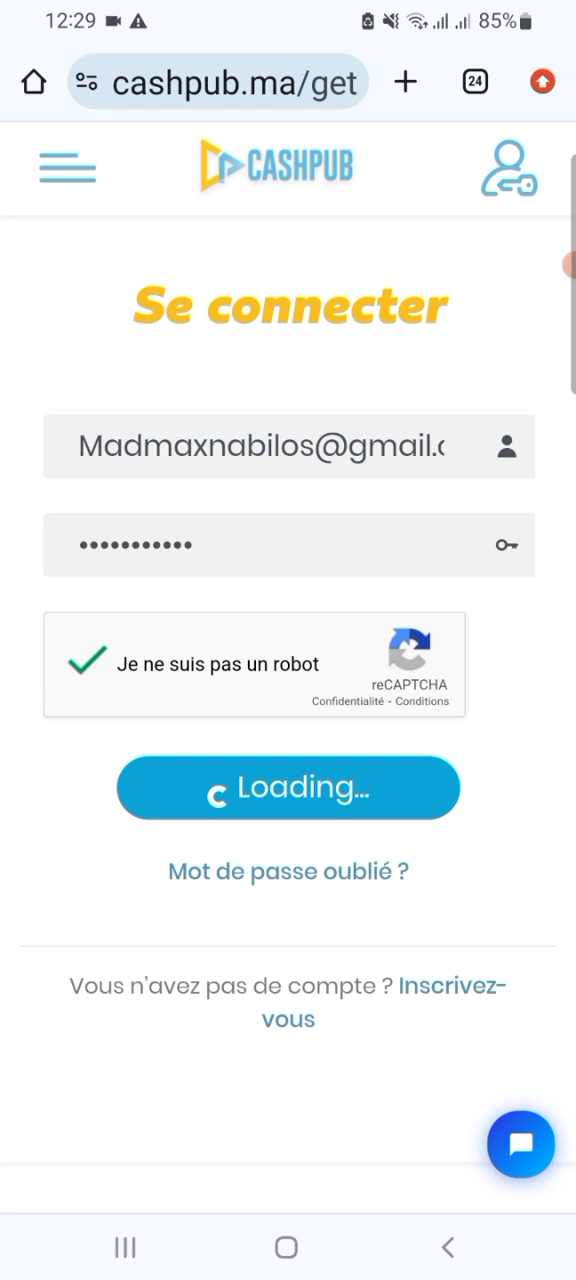 12:29
85%
cashpub.ma/get
24
CASHPUB
Se connecter
Madmaxnabilos@gmail.c
•••••••••••
Je ne suis pas un robot
reCAPTCHA
Confidentialité - Conditions
Loading...
Mot de passe oublié ?
Vous n'avez pas de compte ? Inscrivez-
vous